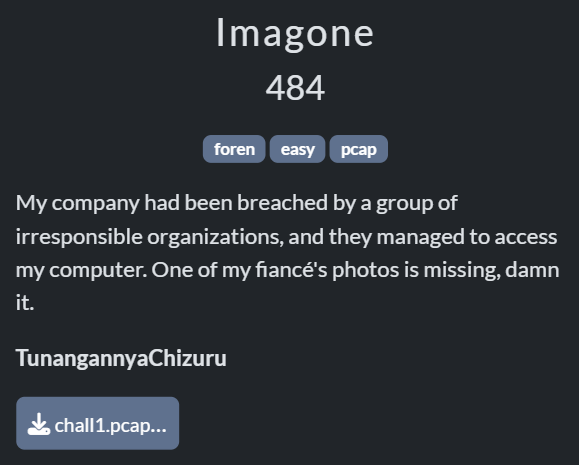 Imagone
484
foren easy pcap
My company had been breached by a group of
irresponsible organizations, and they managed to access
my computer. One of my fiancé's photos is missing, damn
it.
TunangannyaChizuru
chall1.pcap...